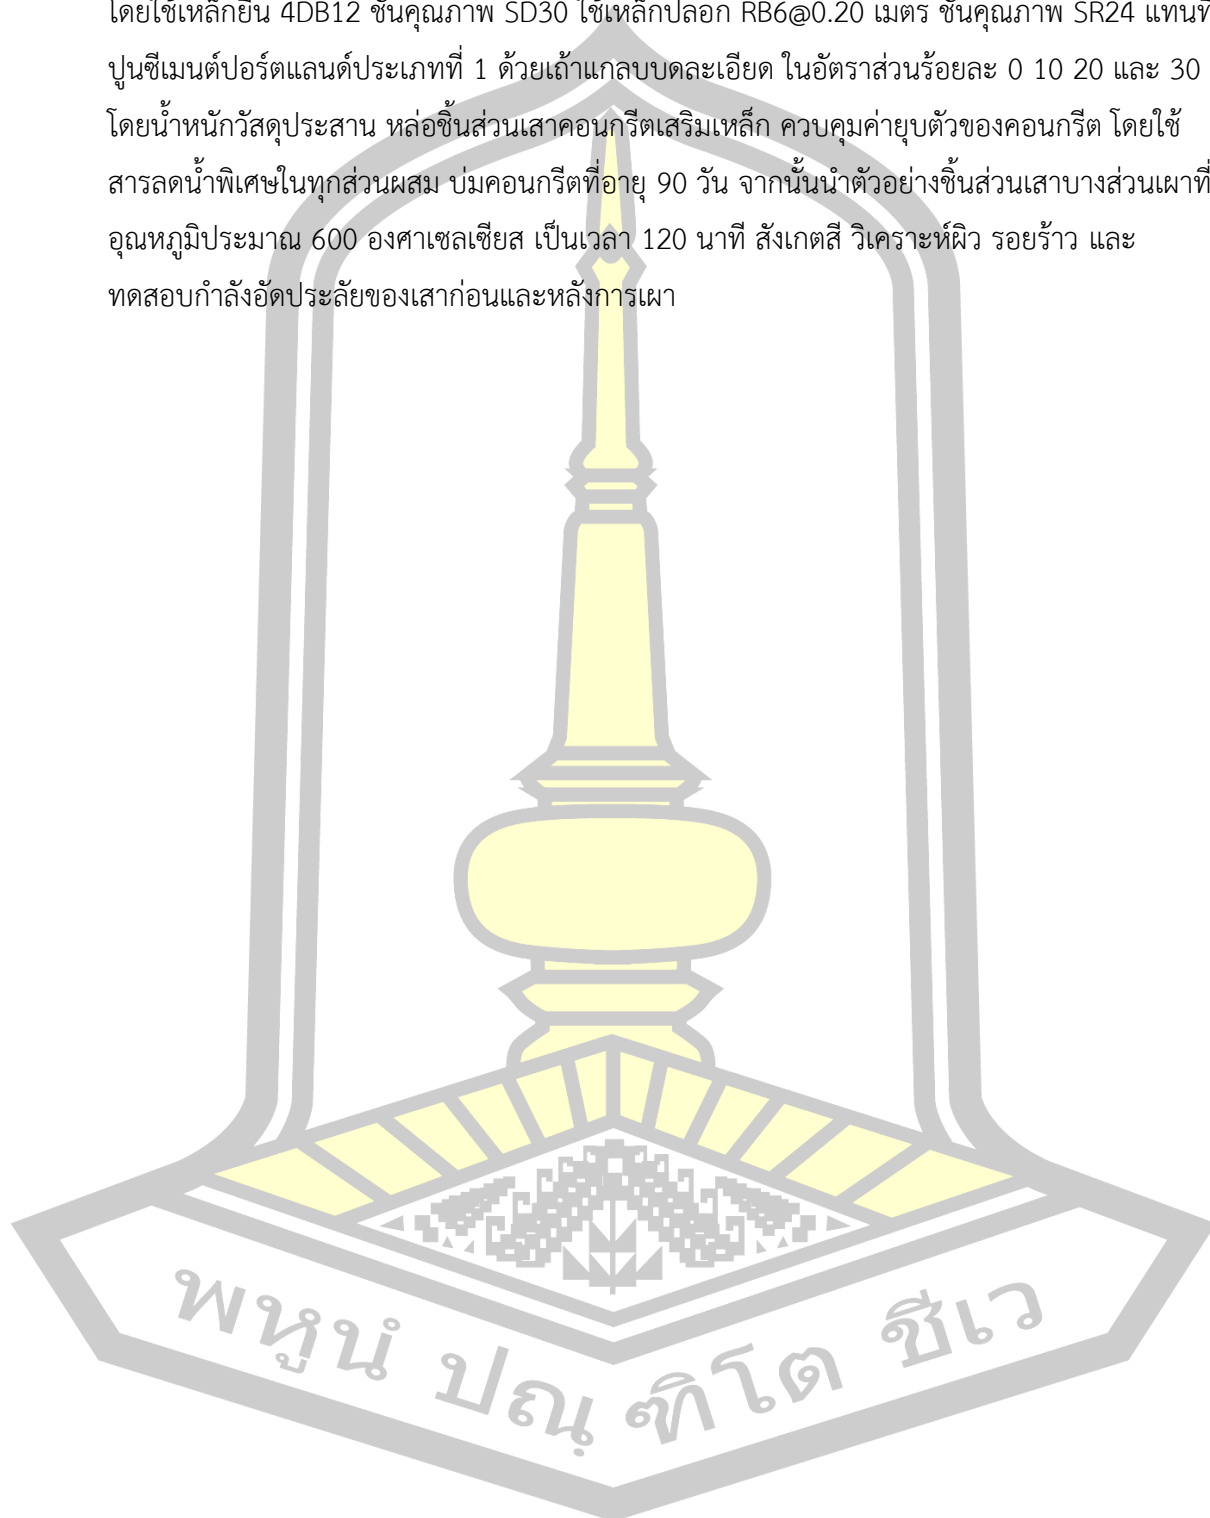 โดยใช้เหล็กยืน 4DB12 ชั้นคุณภาพ SD30 ใช้เหล็กปลอก RB6@0.20 เมตร ชั้นคุณภาพ SR24 แทนที่
ปูนซีเมนต์ปอร์ตแลนด์ประเภทที่ 1 ด้วยเถ้าแกลบบดละเอียด ในอัตราส่วนร้อยละ 0 10 20 และ 30
โดยน้ำหนักวัสดุประสาน หล่อชิ้นส่วนเสาคอนกรีตเสริมเหล็ก ควบคุมค่ายุบตัวของคอนกรีต โดยใช้
สารลดน้ำพิเศษในทุกส่วนผสม บ่มคอนกรีตที่อายุ 90 วัน จากนั้นนำตัวอย่างชิ้นส่วนเสาบางส่วนเผาที่
อุณหภูมิประมาณ 600 องศาเซลเซียส เป็นเวลา 120 นาที สังเกตสี วิเคราะห์ผิว รอยร้าว และ
ทดสอบกำลังอัดประลัยของเสาก่อนและหลังการเผา
พหูนํ ปณฺฑิโต ชีเว